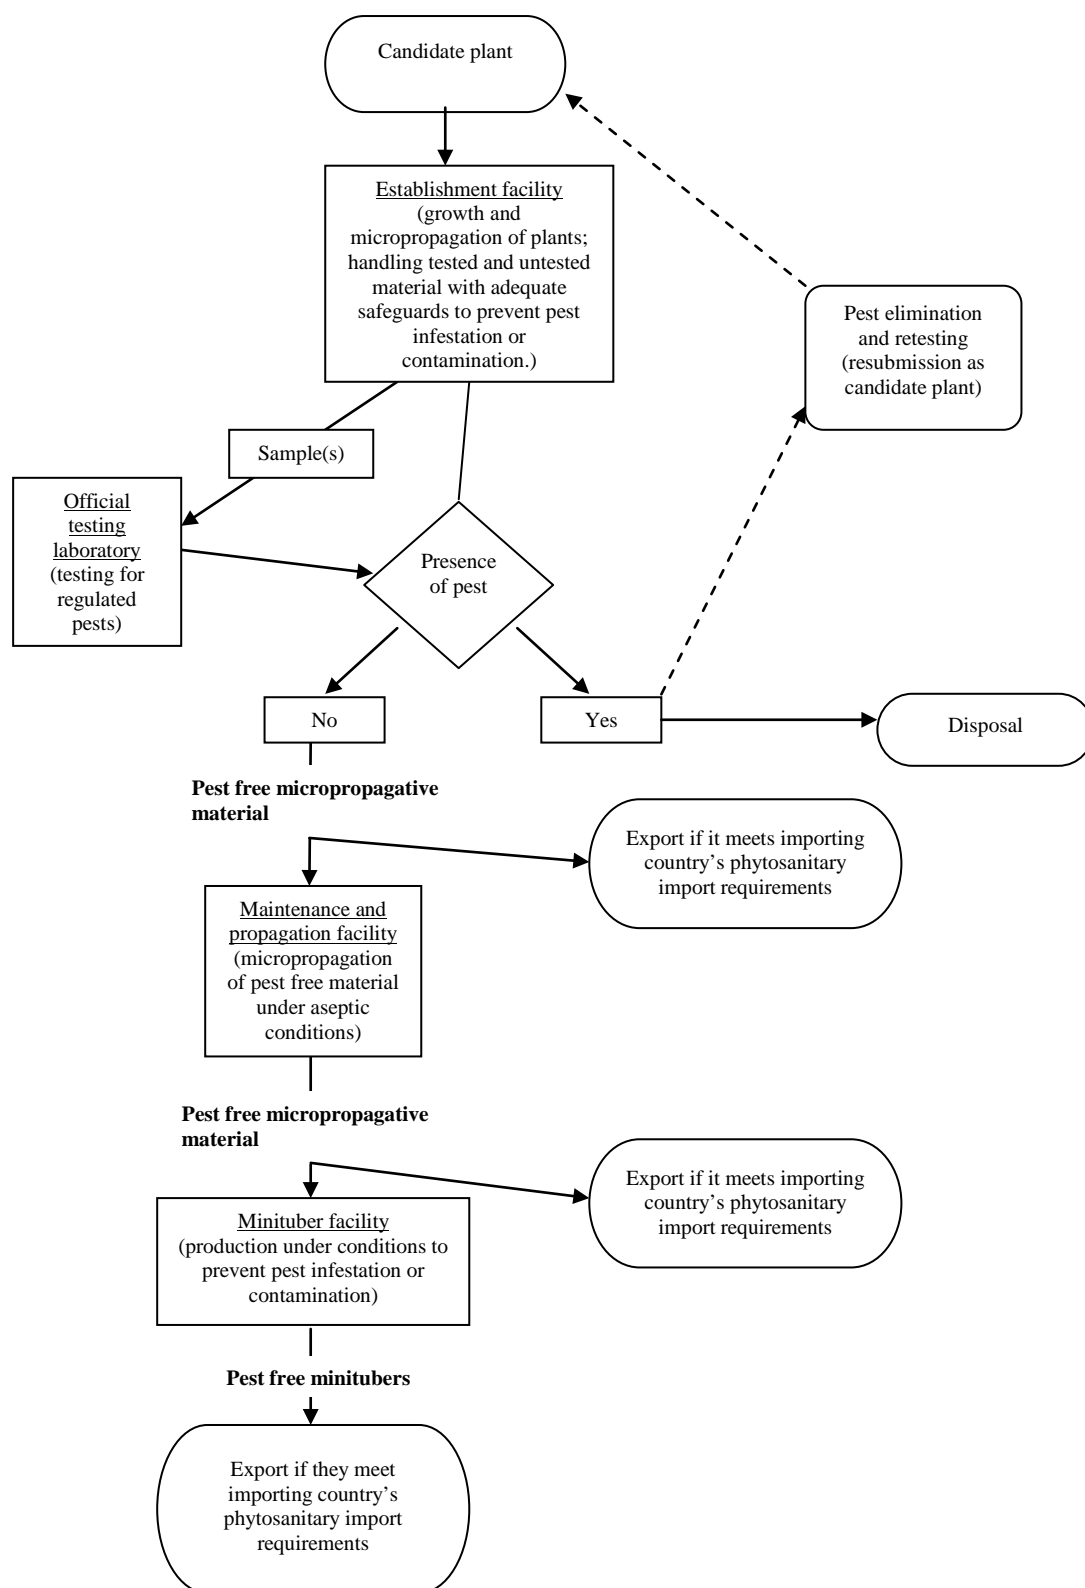 Candidate plant
Establishment facility
(growth and
micropropagation of plants;
handling tested and untested
material with adequate
safeguards to prevent pest
infestation or
contamination.)
Pest elimination
and retesting
(resubmission as
candidate plant)
Sample(s)
Official
testing
laboratory
(testing for
regulated
pests)
Presence
of pest
No
Yes
Disposal
Pest free micropropagative
material
Export if it meets importing
country’s phytosanitary
import requirements
Maintenance and
propagation facility
(micropropagation
of pest free material
under aseptic
conditions)
Pest free micropropagative
material
Export if it meets importing
country’s phytosanitary
import requirements
Minituber facility
(production under conditions to
prevent pest infestation or
contamination)
Pest free minitubers
Export if they meet
importing country’s
phytosanitary import
requirements